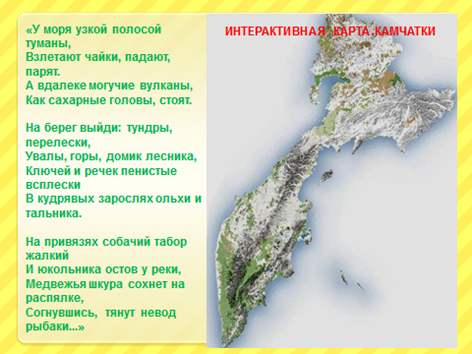 «У моря узкой полосой
туманы,
Взлетают чайки, падают,
парят.
А вдалеке могучие вулканы,
Как сахарные головы, стоят.
На берег выйди: тундры,
перелески,
Увалы, горы, домик лесника,
Ключей и речек пенистые
всплески
В кудрявых зарослях ольхи и
тальника.
На привязях собачий табор
жалкий
И юкольника остов у реки,
Медвежья шкура сохнет на
распялке,
Согнувшись, тянут невод
рыбаки...»
ИНТЕРАКТИВНАЯ КАРТА КАМЧАТКИ